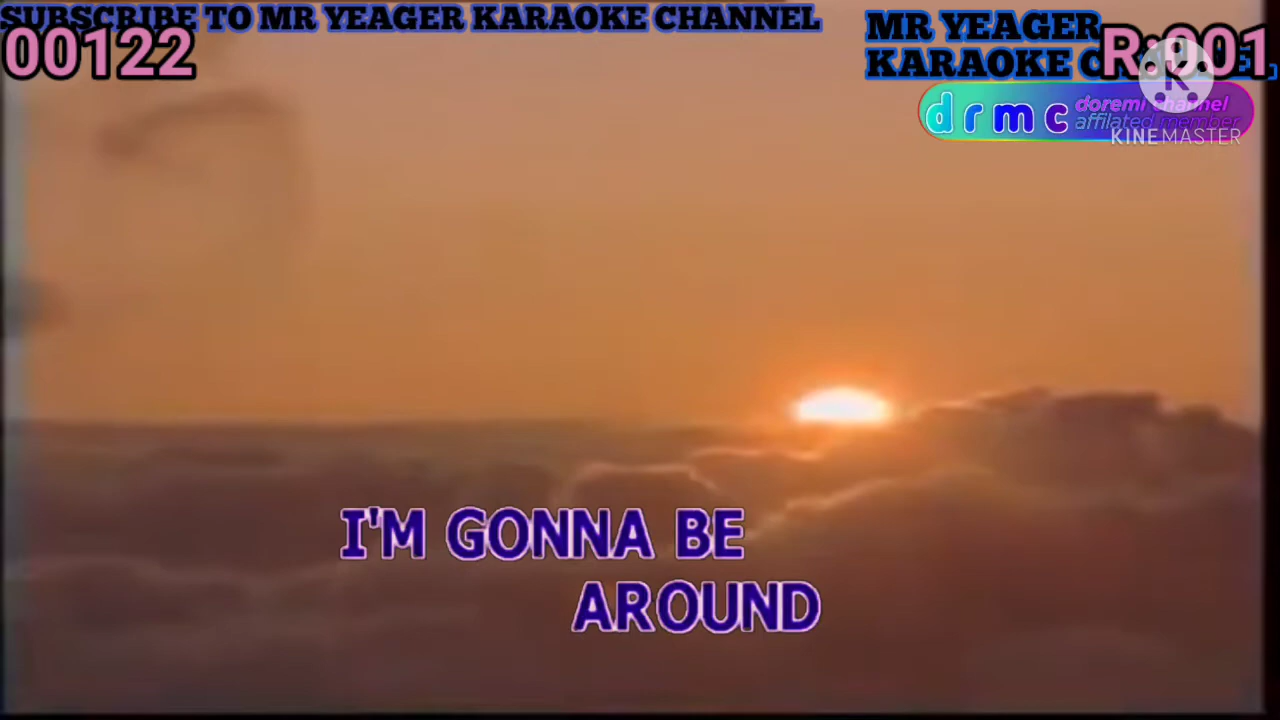 SUBSCRIBE TO MR YEAGER KARAOKE CHANNEL
00122
MR YEAGER
KARAOKE
R:001
drmc
doremi channel
affilated member
KINEMASTER
I'M GONNA BE
AROUND